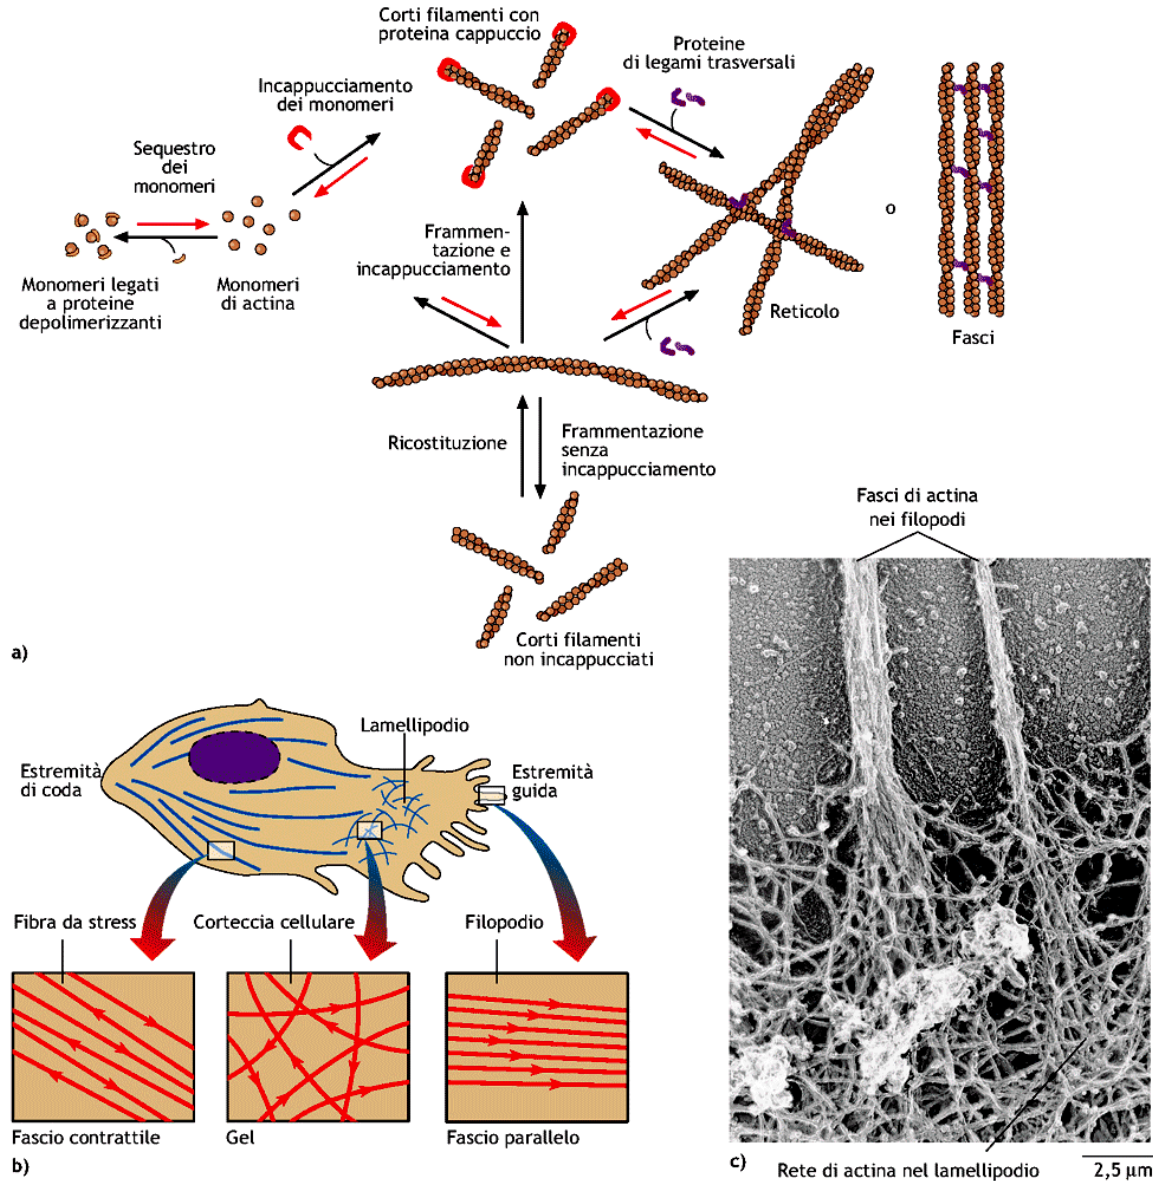 Corti filamenti con
proteina cappuccio
Proteine
di legami trasversali
Incappucciamento
dei monomeri
Sequestro
dei
monomeri
Frammen-
tazione e
incappucciamento
o
Monomeri legati
a proteine
depolimerizzanti
Monomeri
di actina
Reticolo
Fasci
Ricostituzione
Frammentazione
senza
incappucciamento
Corti filamenti
non incappucciati
a)
Fasci di actina
nei filopodi
Lamellipodio
Estremità
di coda
Estremità
guida
Fibra da stress
Corteccia cellulare
Filopodio
Fascio contrattile
Gel
Fascio parallelo
b)
c)
Rete di actina nel lamellipodio
2,5 µm